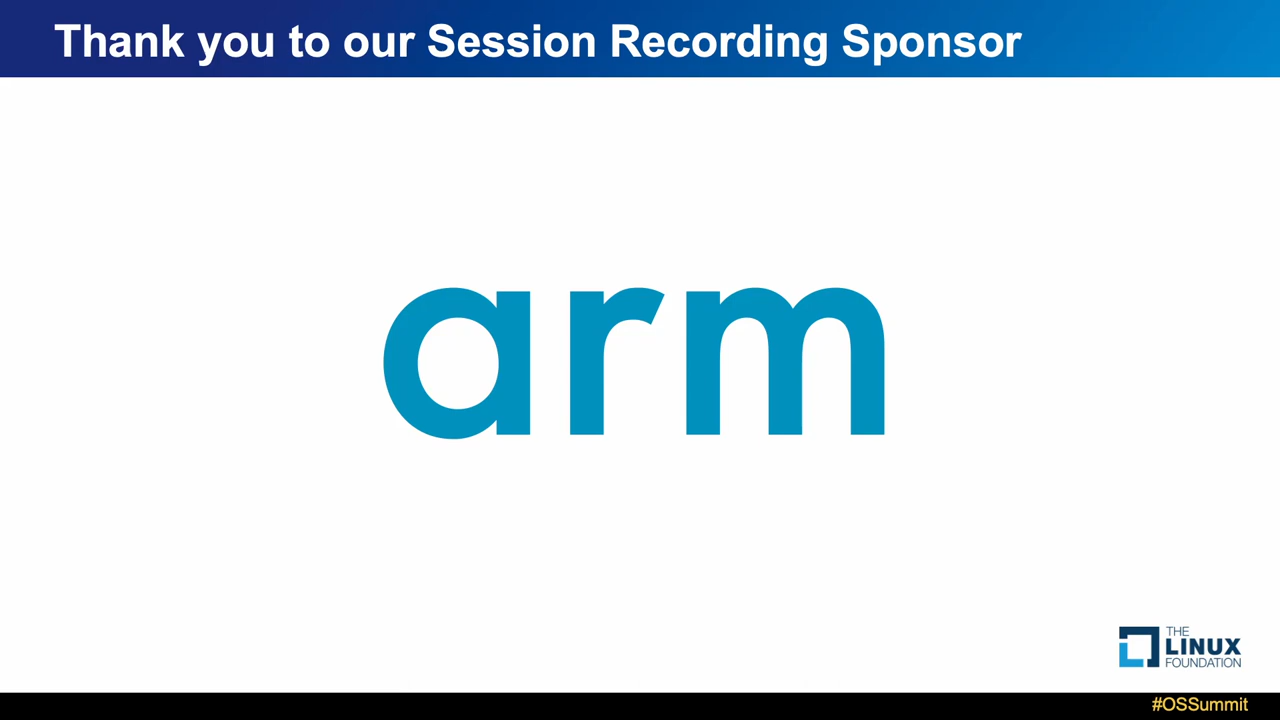 Thank you to our Session Recording Sponsor
arm
THE
LINUX
FOUNDATION
#OSSummit